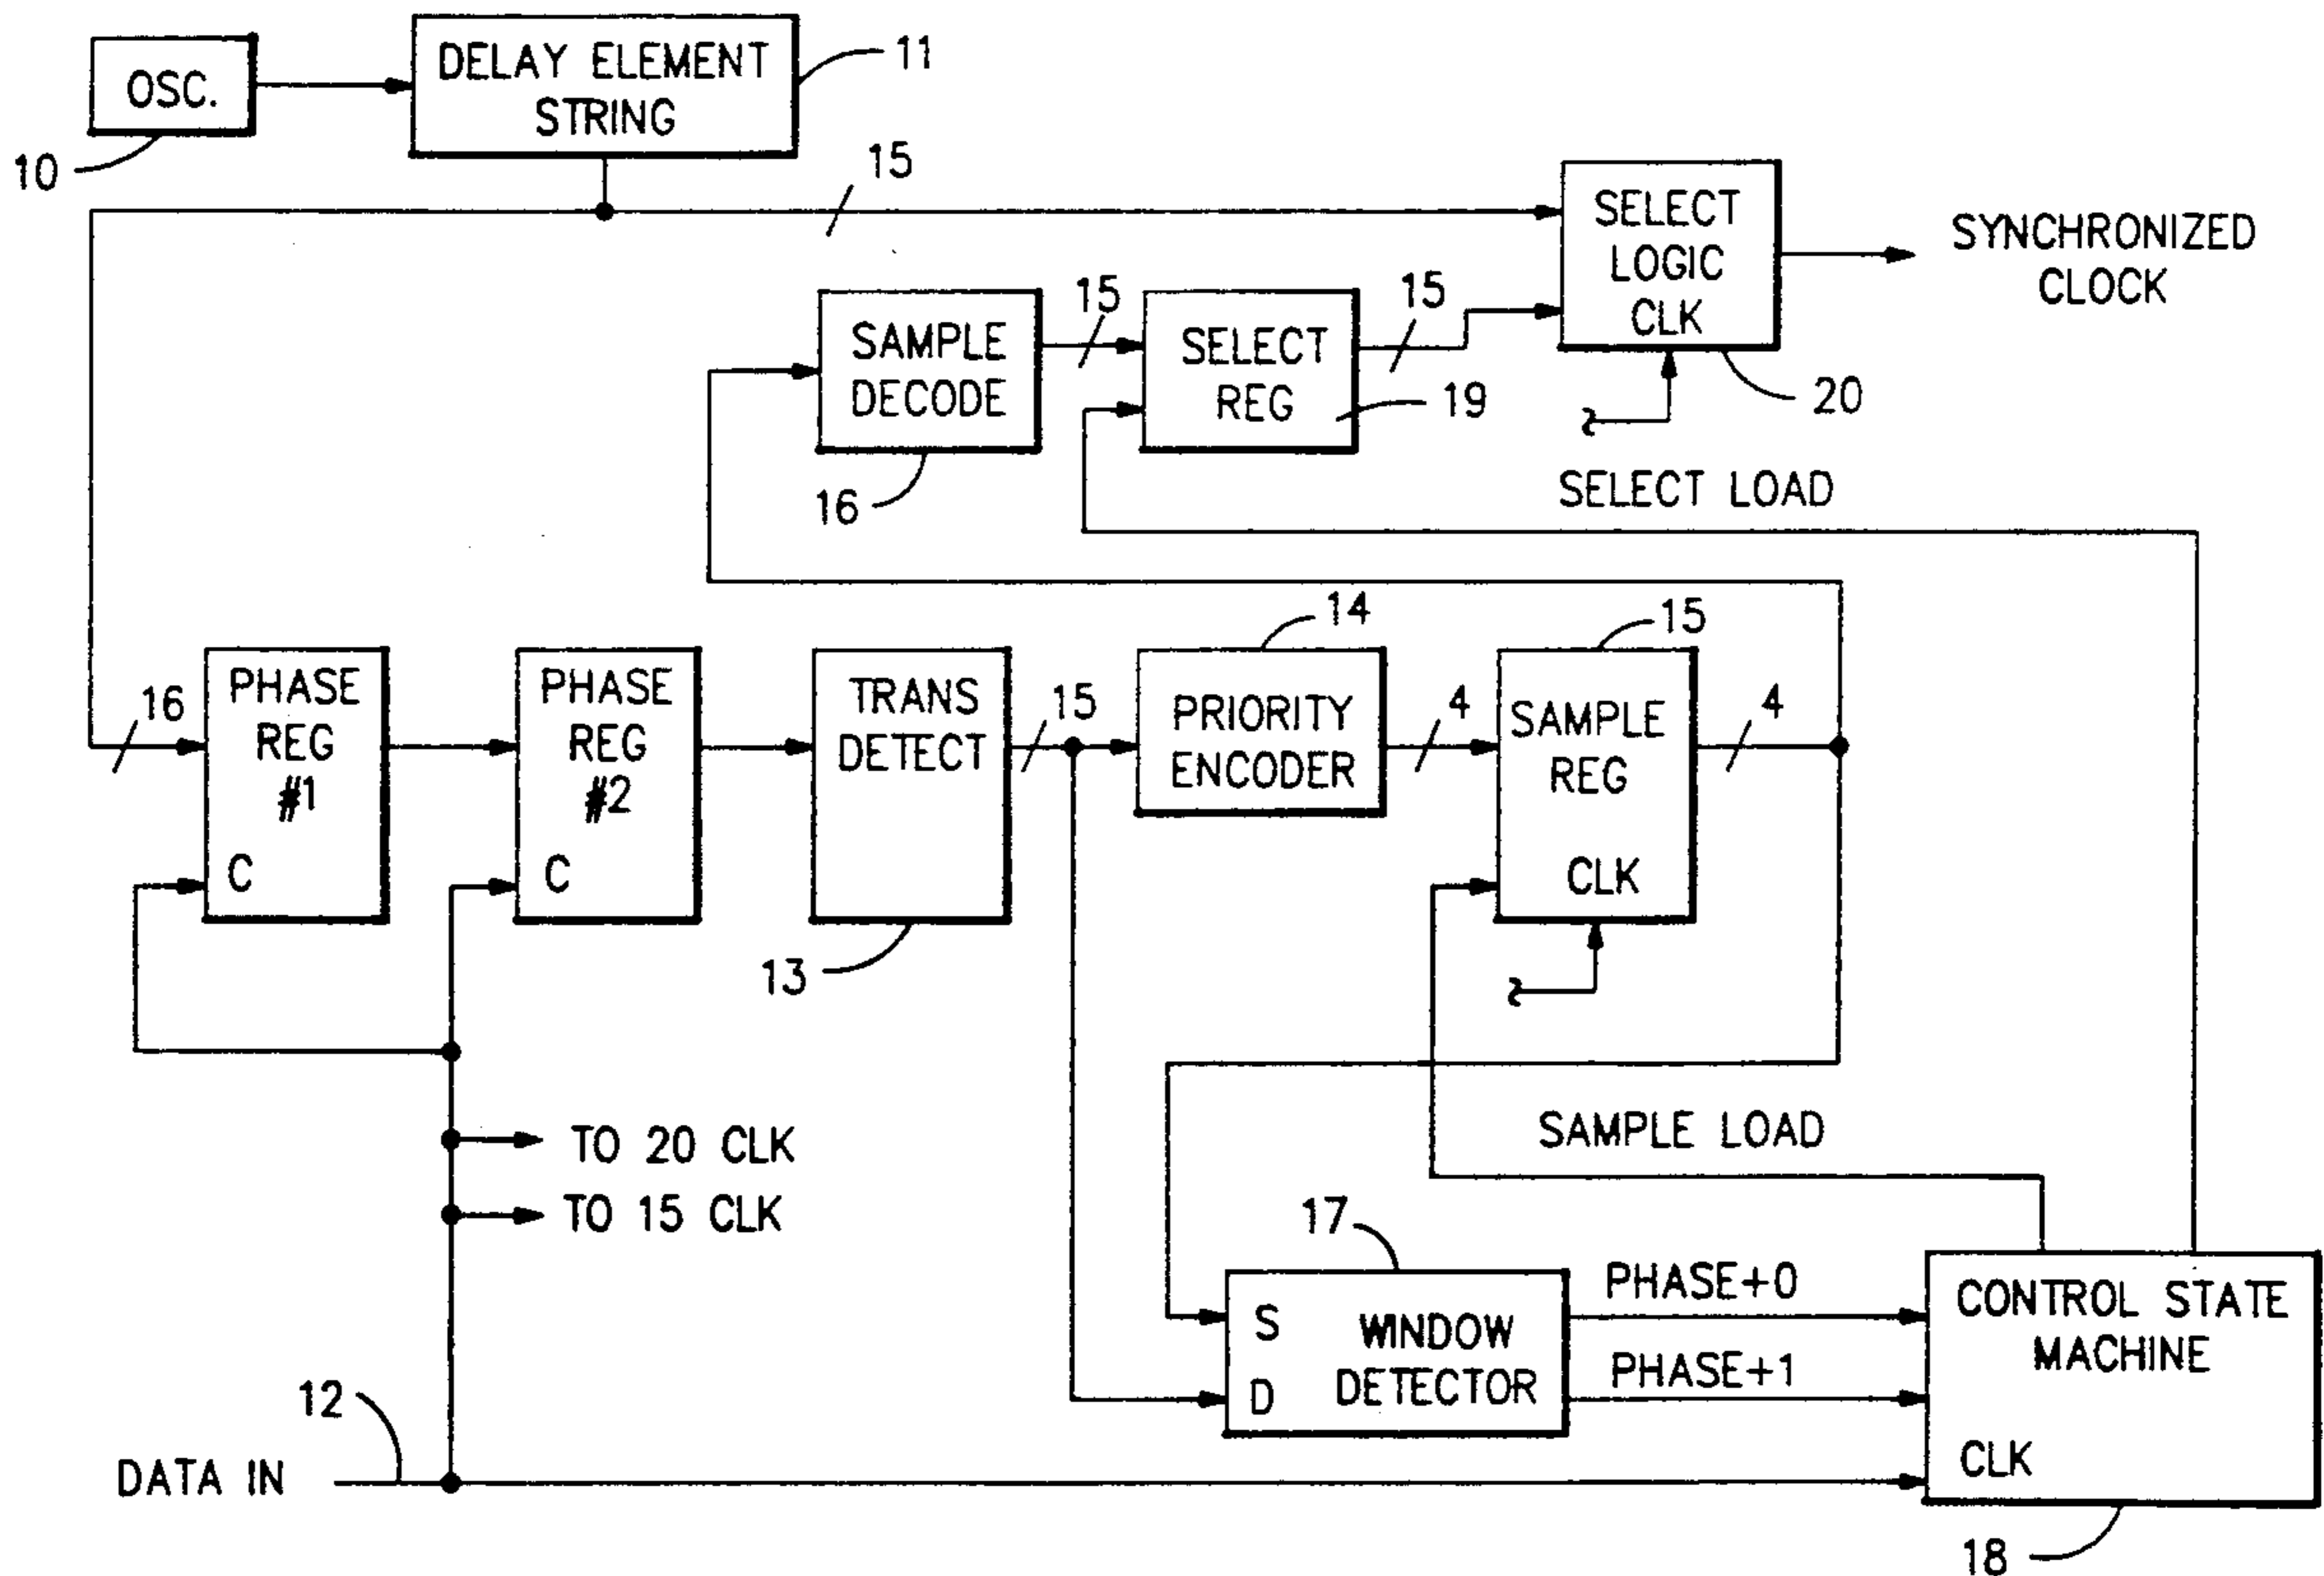 OSC.
10
DELAY ELEMENT
STRING
11
15
SELECT
LOGIC
CLK
20
SYNCHRONIZED
CLOCK
SAMPLE
DECODE
16
15
SELECT
REG
19
15
SELECT LOAD
16
PHASE
REG
#1
C
PHASE
REG
#2
C
TRANS
DETECT
13
15
PRIORITY
ENCODER
14
4
SAMPLE
REG
CLK
15
4
TO 20 CLK
TO 15 CLK
SAMPLE LOAD
17
S
D
WINDOW
DETECTOR
PHASE+0
PHASE+1
CONTROL STATE
MACHINE
CLK
18
12
DATA IN